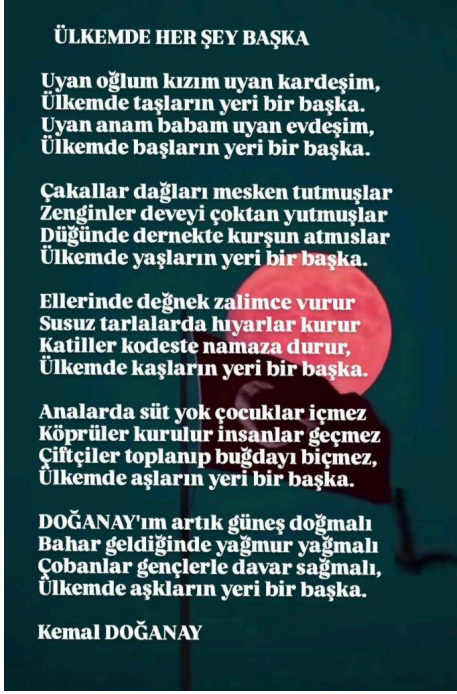 ÜLKEMDE HER ŞEY BAŞKA
Uyan oğlum kızım uyan kardeşim,
Ülkemde taşların yeri bir başka.
Uyan anam babam uyan evdeşim,
Ülkemde başların yeri bir başka.
Çakallar dağları mesken tutmuşlar
Zenginler deveyi çoktan yutmuşlar
Düğünde dernekte kurşun atmıslar
Ülkemde yaşların yeri bir başka.
Ellerinde değnek zalimce vurur
Susuz tarlalarda hıyarlar kurur
Katiller kodeste namaza durur,
Ülkemde kaşların yeri bir başka.
Analarda süt yok çocuklar içmez
Köprüler kurulur insanlar geçmez
Çiftçiler toplanıp buğdayı biçmez,
Ülkemde aşların yeri bir başka.
DOĞANAY'ım artık güneş doğmalı
Bahar geldiğinde yağmur yağmalı
Çobanlar gençlerle davar sağmalı,
Ülkemde aşkların yeri bir başka.
Kemal DOĞANAY